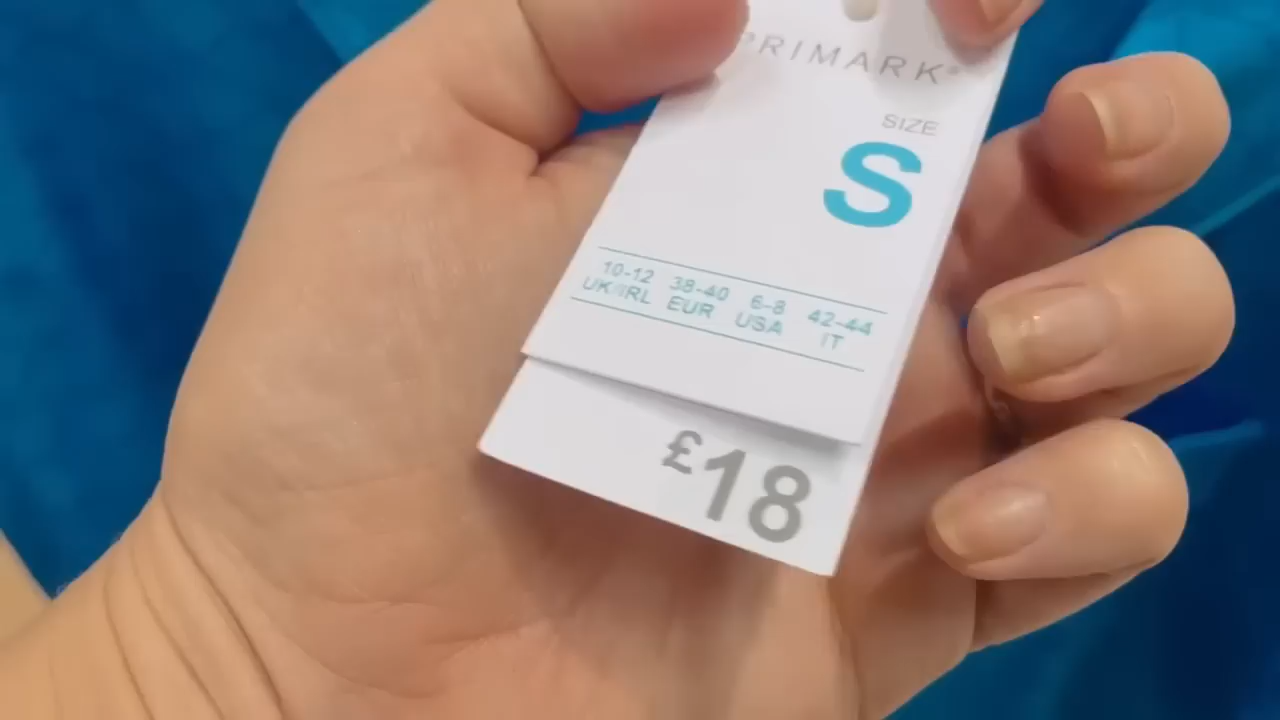 PRIMARK®
SIZE
S
10-12 38-40 6-8 42-44
UK/IRL EUR USA IT
£18